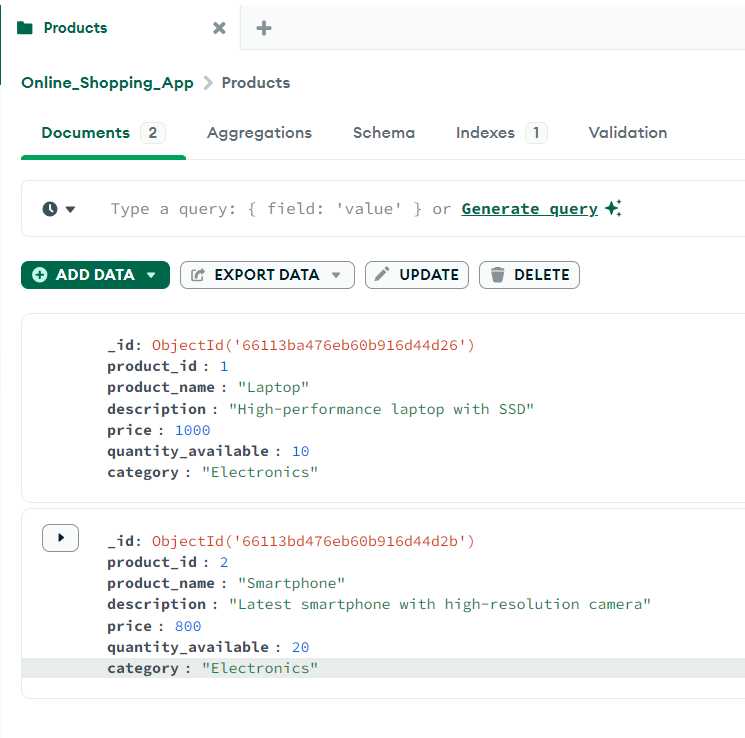 Products
Online_Shopping_App > Products
Documents 2 Aggregations Schema Indexes 1 Validation
Type a query: { field: 'value' } or Generate query
ADD DATA EXPORT DATA UPDATE DELETE
_id: ObjectId('66113ba476eb60b916d44d26')
product_id : 1
product_name : "Laptop"
description : "High-performance laptop with SSD"
price : 1000
quantity_available : 10
category : "Electronics"
_id: ObjectId('66113bd476eb60b916d44d2b')
product_id : 2
product_name : "Smartphone"
description : "Latest smartphone with high-resolution camera"
price : 800
quantity_available : 20
category : "Electronics"